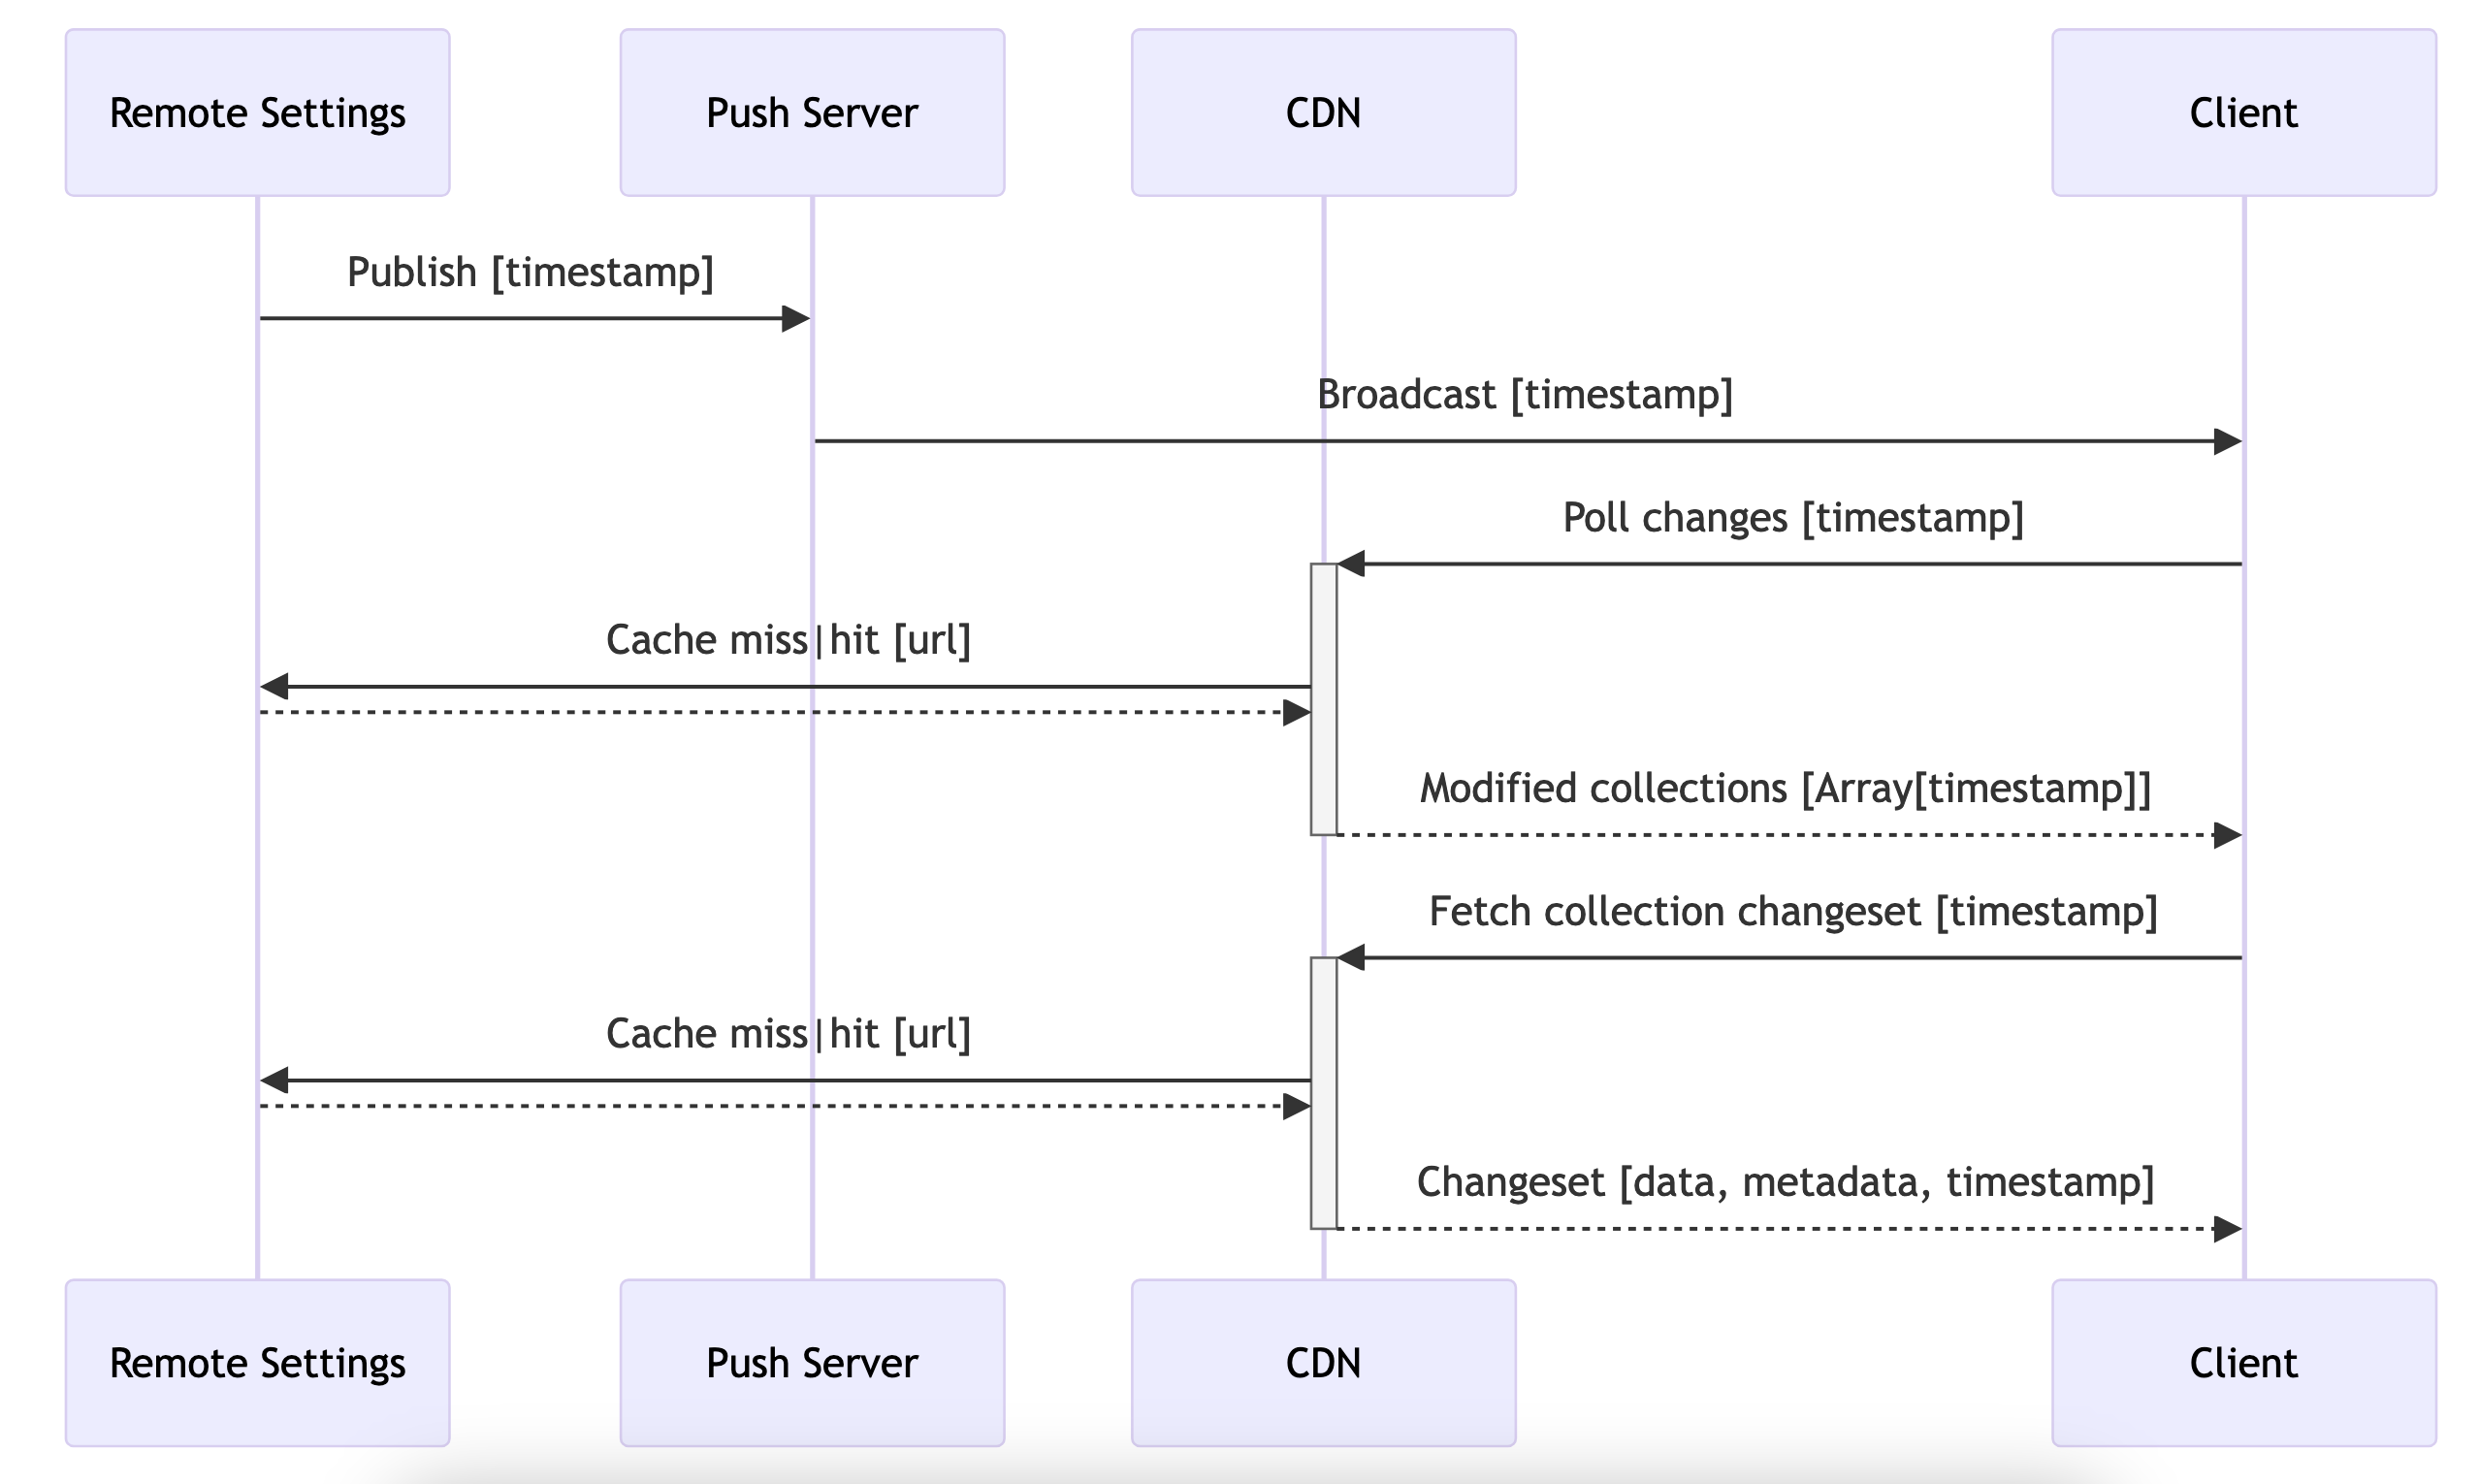 Remote Settings
Push Server
CDN
Client
Publish [timestamp]
Broadcast [timestamp]
Poll changes [timestamp]
Cache miss|hit [url]
Modified collections [Array[timestamp]]
Fetch collection changeset [timestamp]
Cache miss|hit [url]
Changeset [data, metadata, timestamp]
Remote Settings
Push Server
CDN
Client